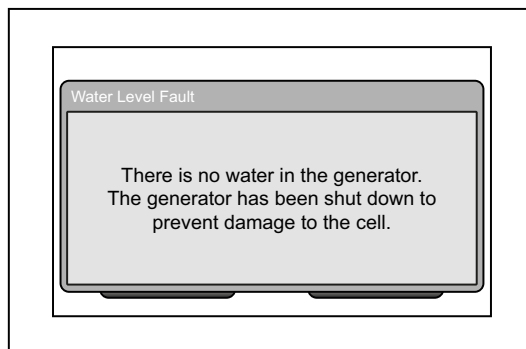 Water Level Fault
There is no water in the generator.
The generator has been shut down to
prevent damage to the cell.